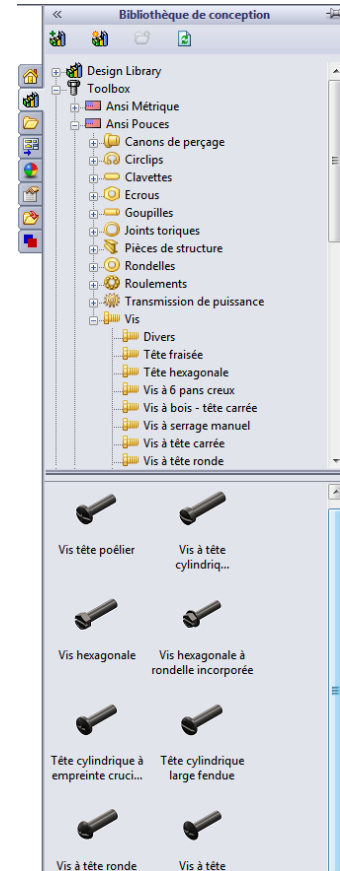 Bibliothèque de conception
Design Library
Toolbox
Ansi Métrique
Ansi Pouces
Canons de perçage
Circlips
Clavettes
Ecrous
Goupilles
Joints toriques
Pièces de structure
Rondelles
Roulements
Transmission de puissance
Vis
Divers
Tête fraisée
Tête hexagonale
Vis à 6 pans creux
Vis à bois - tête carrée
Vis à serrage manuel
Vis à tête carrée
Vis à tête ronde
Vis tête poêlier
Vis à tête
cylindriq...
Vis hexagonale
Vis hexagonale à
rondelle incorporée
Tête cylindrique à
empreinte cruci...
Tête cylindrique
large fendue
Vis à tête ronde
Vis à tête